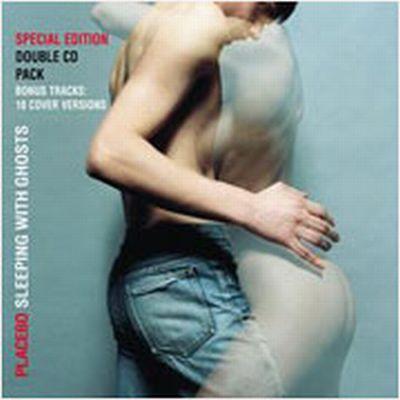 SPECIAL EDITION
DOUBLE CD
PACK
BONUS TRACKS:
10 COVER VERSIONS
PLACEBO SLEEPING WITH GHOSTS